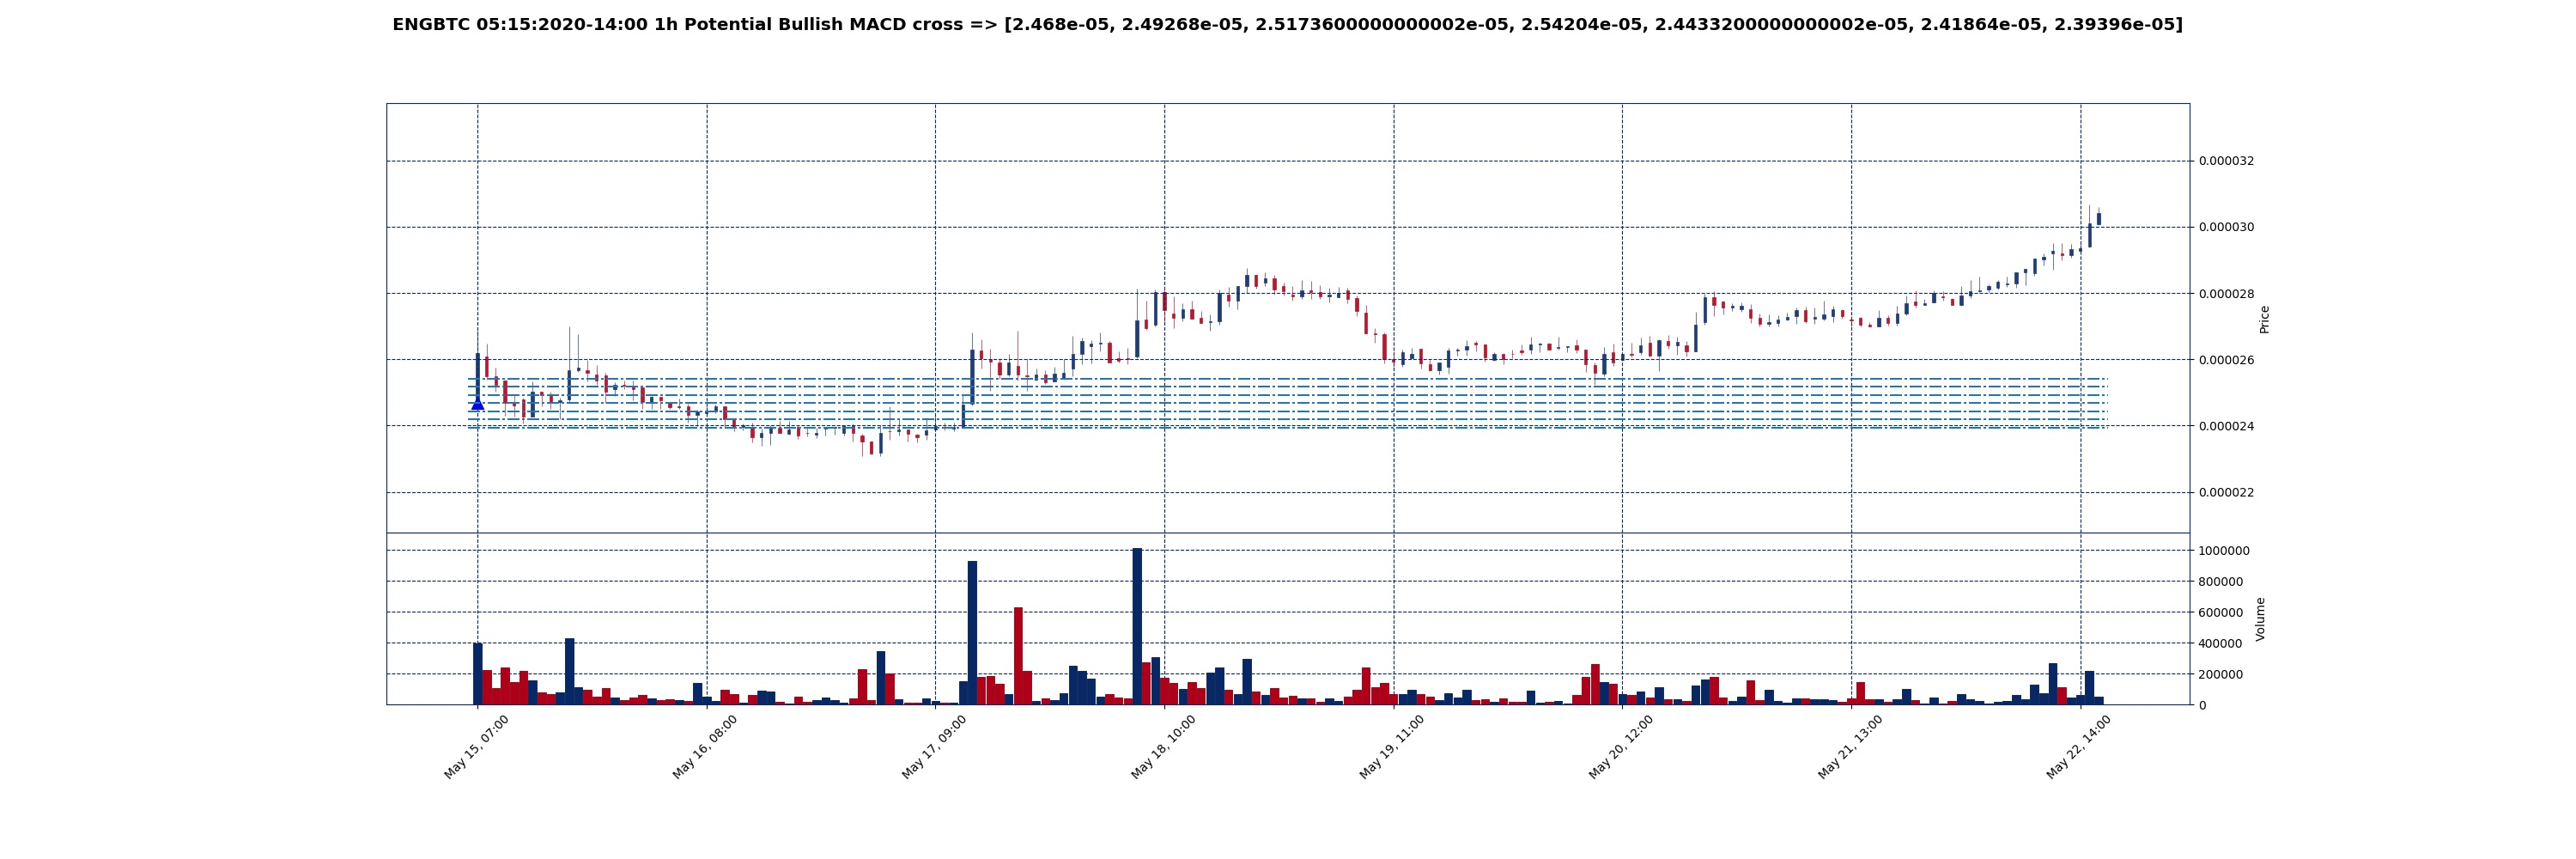 ENGBTC 05:15:2020-14:00 1h Potential Bullish MACD cross => [2.468e-05, 2.49268e-05, 2.5173600000000002e-05, 2.54204e-05, 2.4433200000000002e-05, 2.41864e-05, 2.39396e-05]
0.000032
0.000030
0.000028
0.000026
0.000024
0.000022
Price
1000000
800000
600000
400000
200000
0
Volume
May 15, 07:00
May 16, 08:00
May 17, 09:00
May 18, 10:00
May 19, 11:00
May 20, 12:00
May 21, 13:00
May 22, 14:00